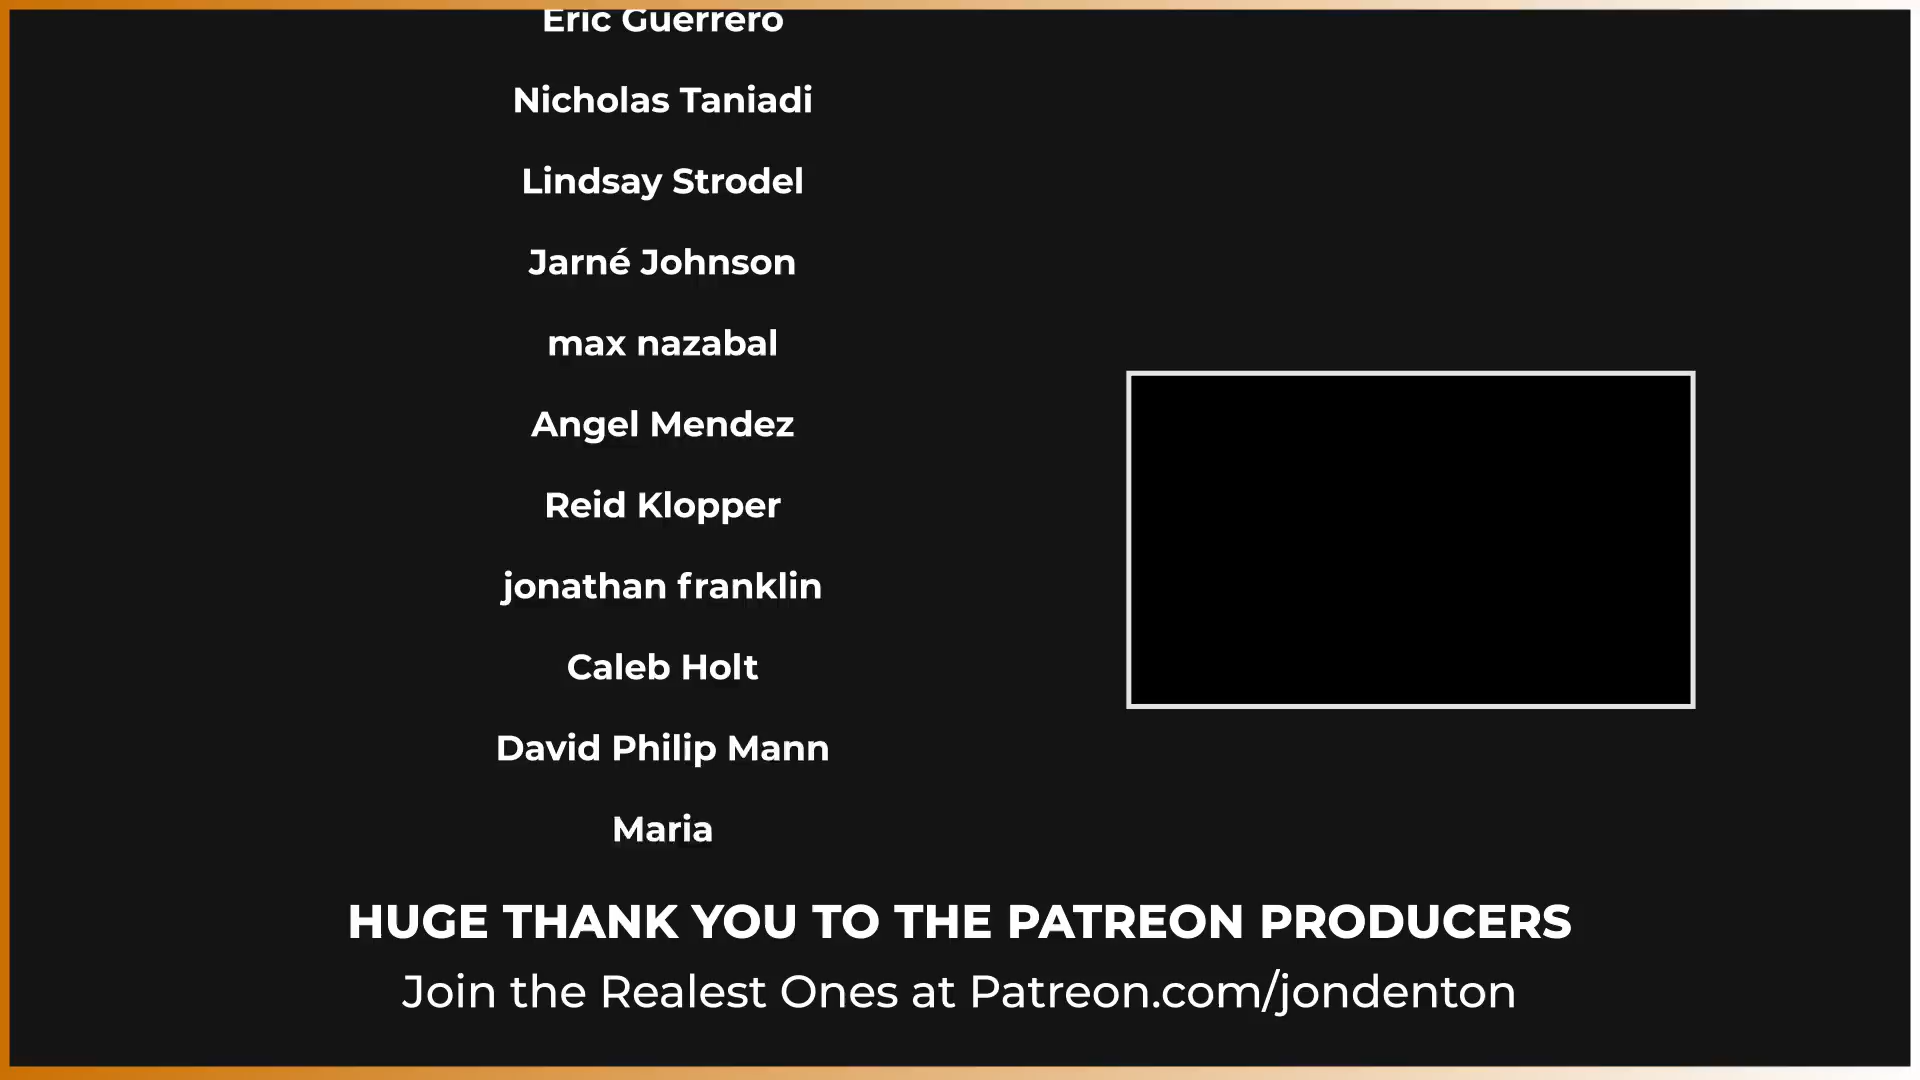 Eric Guerrero
Nicholas Taniadi
Lindsay Strodel
Jarné Johnson
max nazabal
Angel Mendez
Reid Klopper
jonathan franklin
Caleb Holt
David Philip Mann
Maria
HUGE THANK YOU TO THE PATREON PRODUCERS
Join the Realest Ones at Patreon.com/jondenton